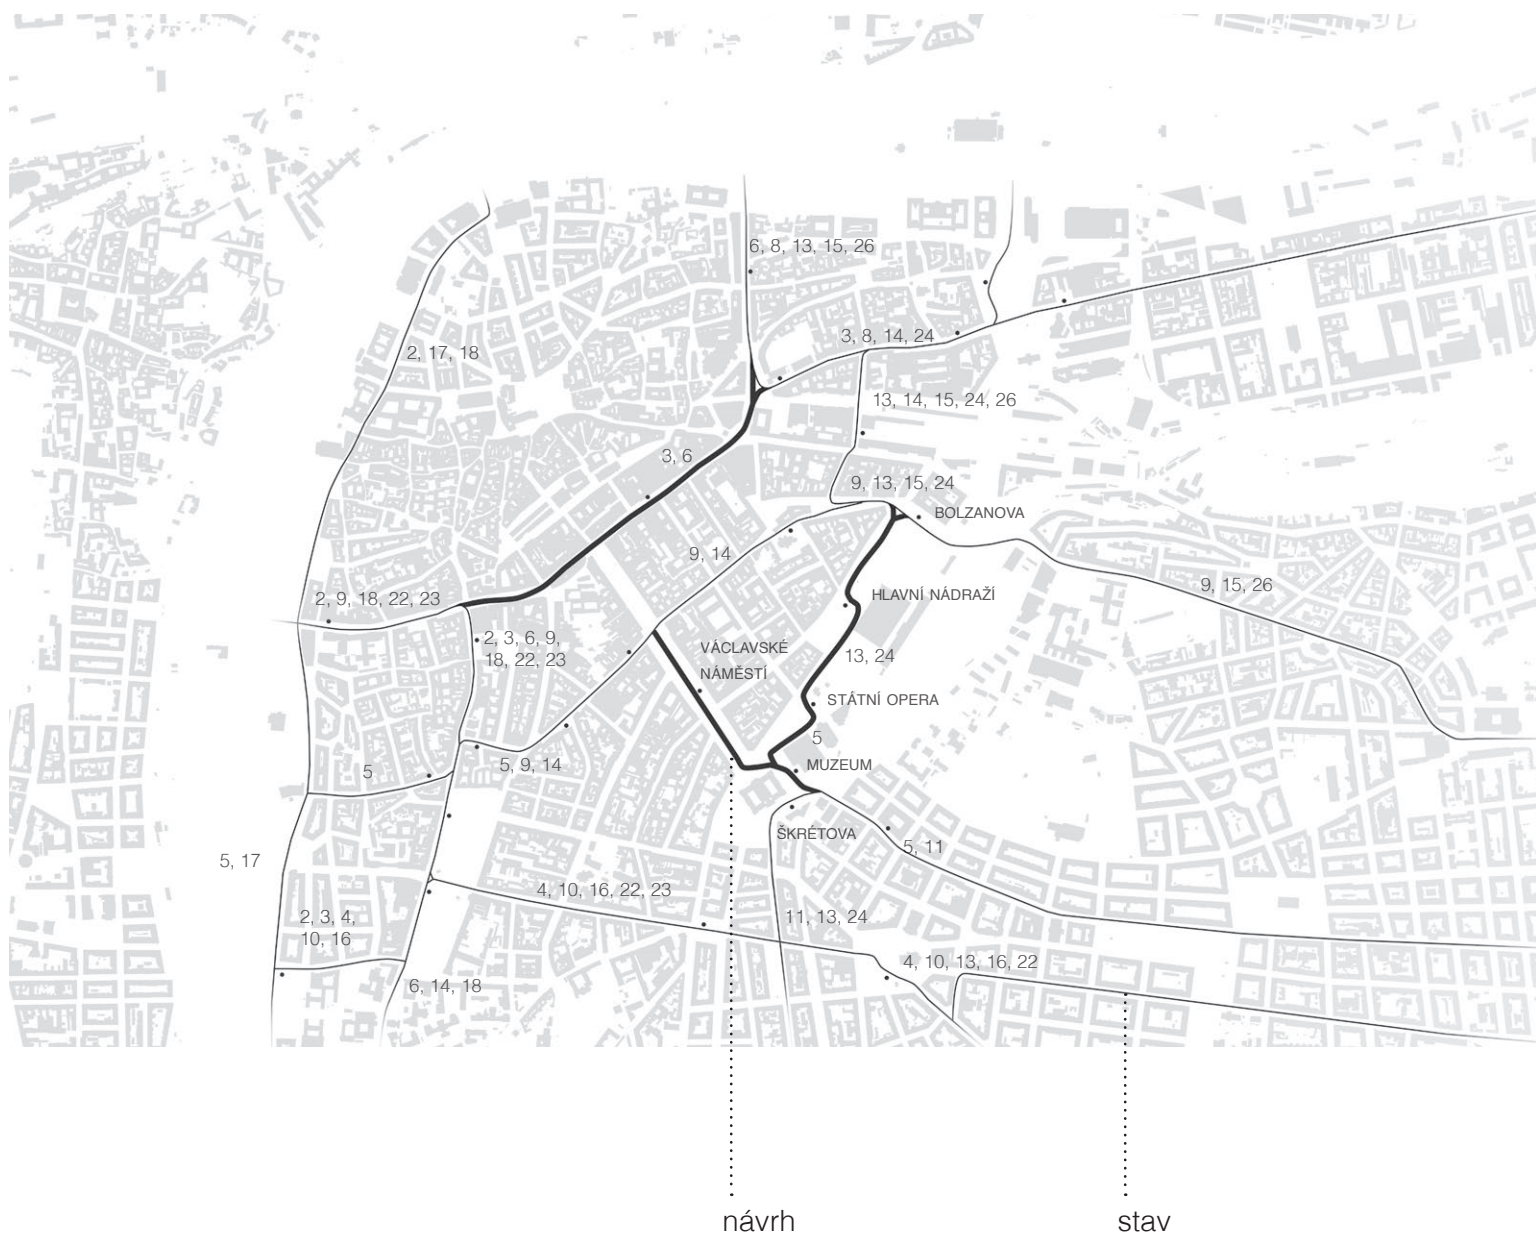 6, 8, 13, 15, 26
3, 8, 14, 24
2, 17, 18
13, 14, 15, 24, 26
3, 6
9, 13, 15, 24
BOLZANOVA
9, 14
9, 15, 26
HLAVNÍ NÁDRAŽÍ
2, 9, 18, 22, 23
2, 3, 6, 9,
18, 22, 23
VÁCLAVSKÉ
NÁMĚSTÍ
13, 24
STÁTNÍ OPERA
5
MUZEUM
5, 9, 14
5
ŠKRÉTOVA
5, 11
5, 17
4, 10, 16, 22, 23
2, 3, 4,
10, 16
11, 13, 24
4, 10, 13, 16, 22
6, 14, 18
návrh
stav